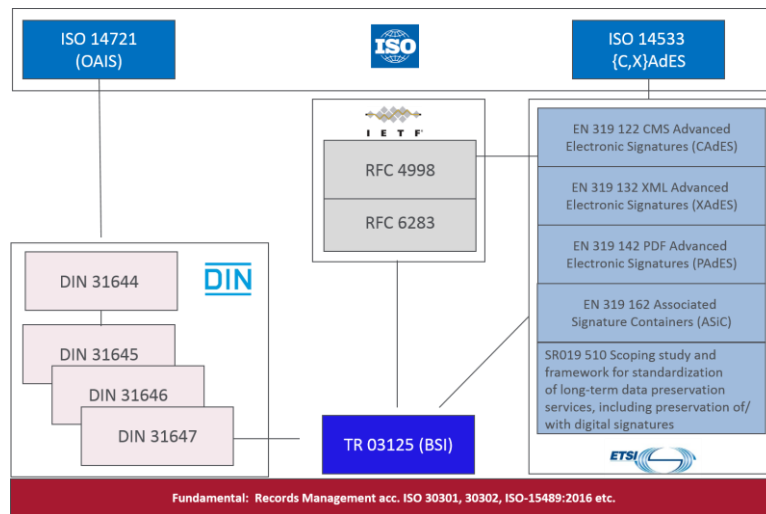 ISO 14721
(OAIS)
ISO
ISO 14533
{C,X}AdES
I E T F
RFC 4998
RFC 6283
EN 319 122 CMS Advanced
Electronic Signatures (CAdES)
EN 319 132 XML Advanced
Electronic Signatures (XAdES)
EN 319 142 PDF Advanced
Electronic Signatures (PAdES)
EN 319 162 Associated
Signature Containers (ASiC)
SR019 510 Scoping study and
framework for standardization
of long-term data preservation
services, including preservation of/
with digital signatures
ETSI
DIN
DIN 31644
DIN 31645
DIN 31646
DIN 31647
TR 03125 (BSI)
Fundamental: Records Management acc. ISO 30301, 30302, ISO-15489:2016 etc.